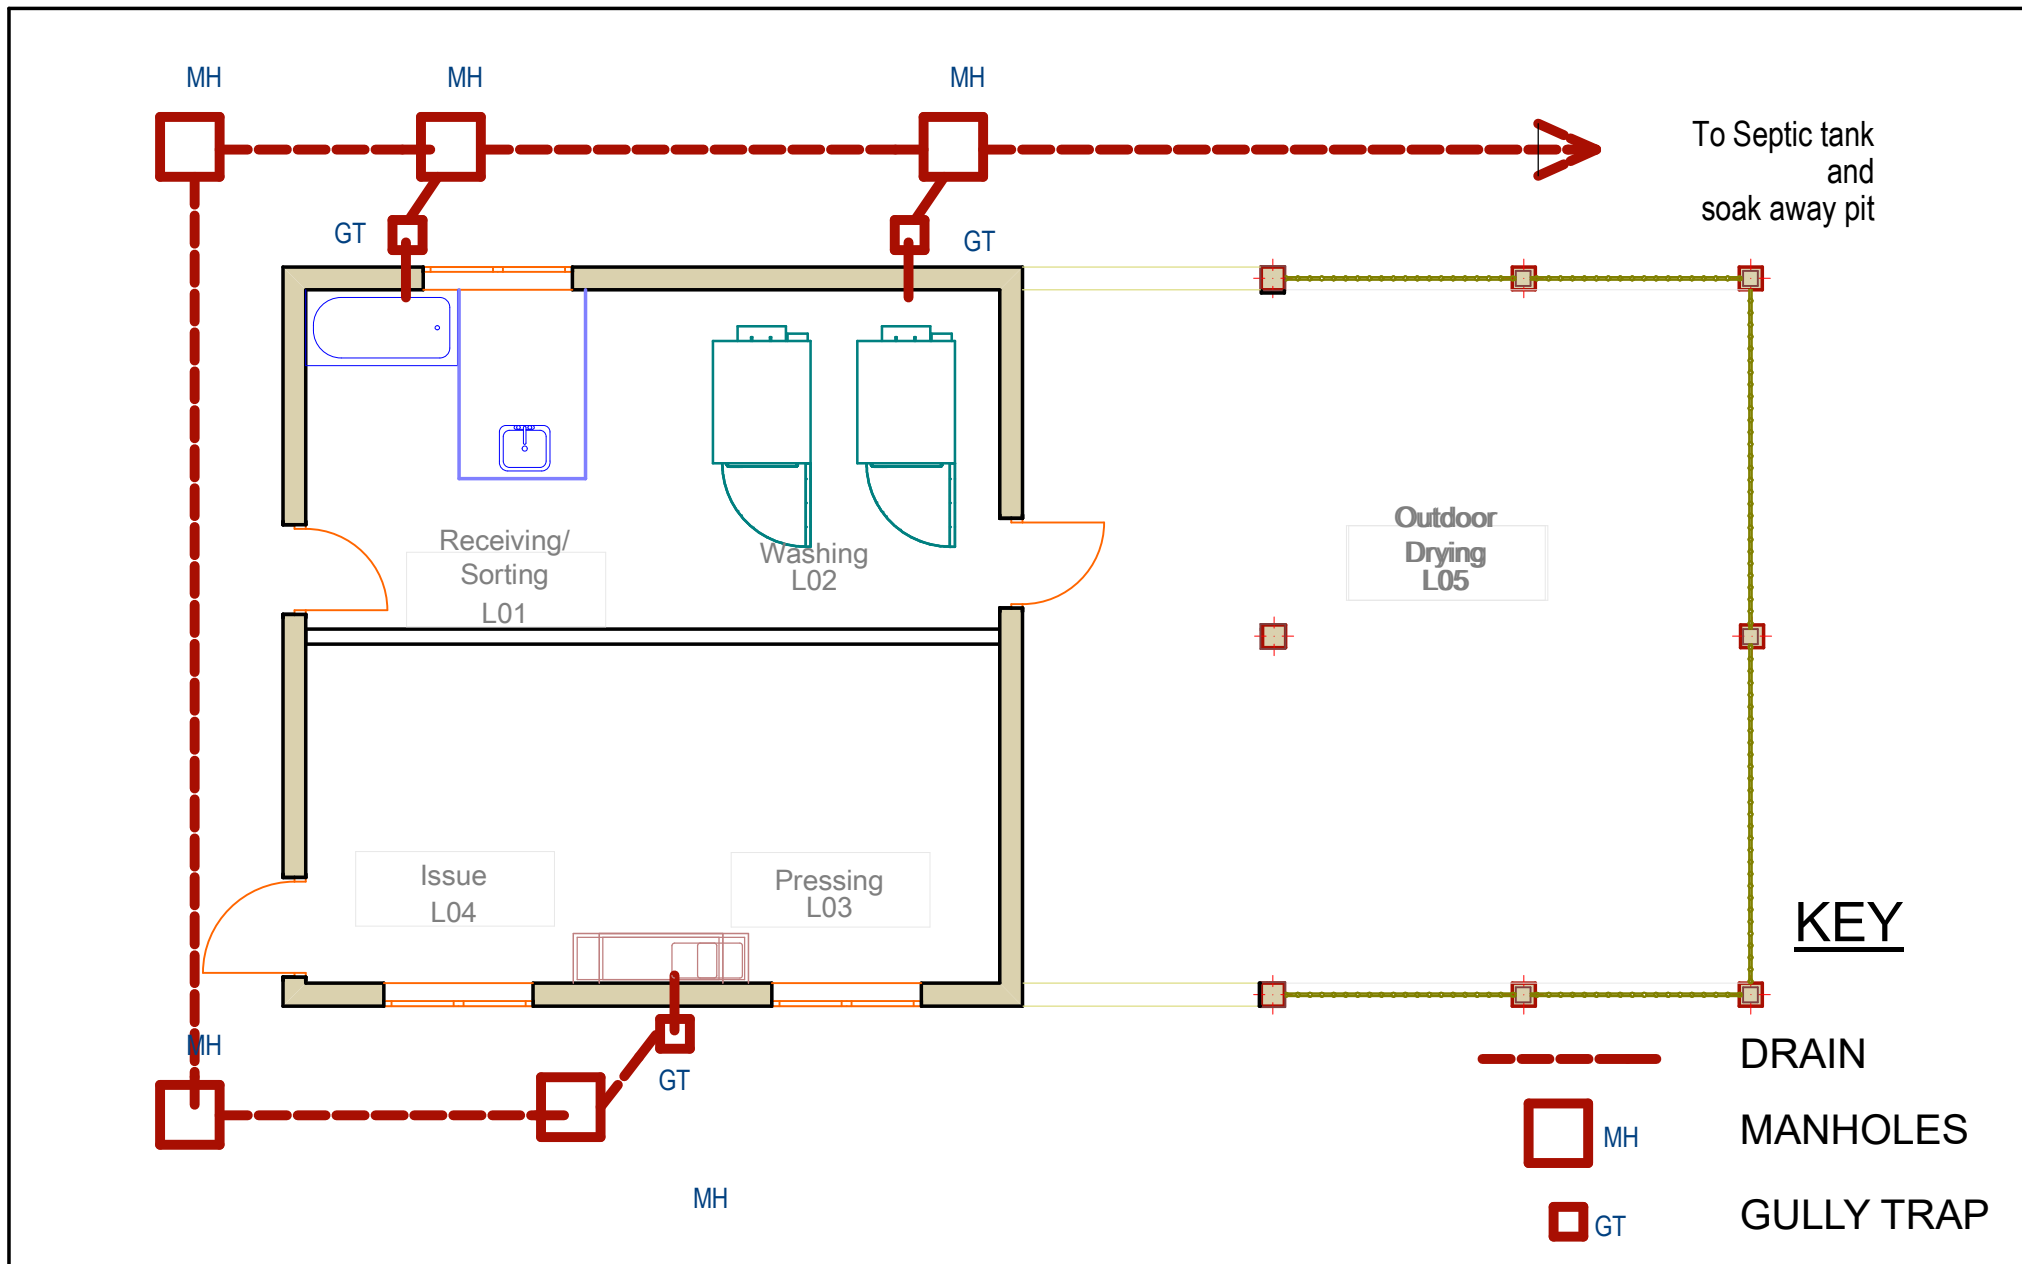 MH
MH
MH
To Septic tank
and
soak away pit
GT
GT
Receiving/
Sorting
L01
Washing
L02
Outdoor
Drying
L05
Issue
L04
Pressing
L03
KEY
MH
GT
DRAIN
MANHOLES
MH
MH
GULLY TRAP
GT